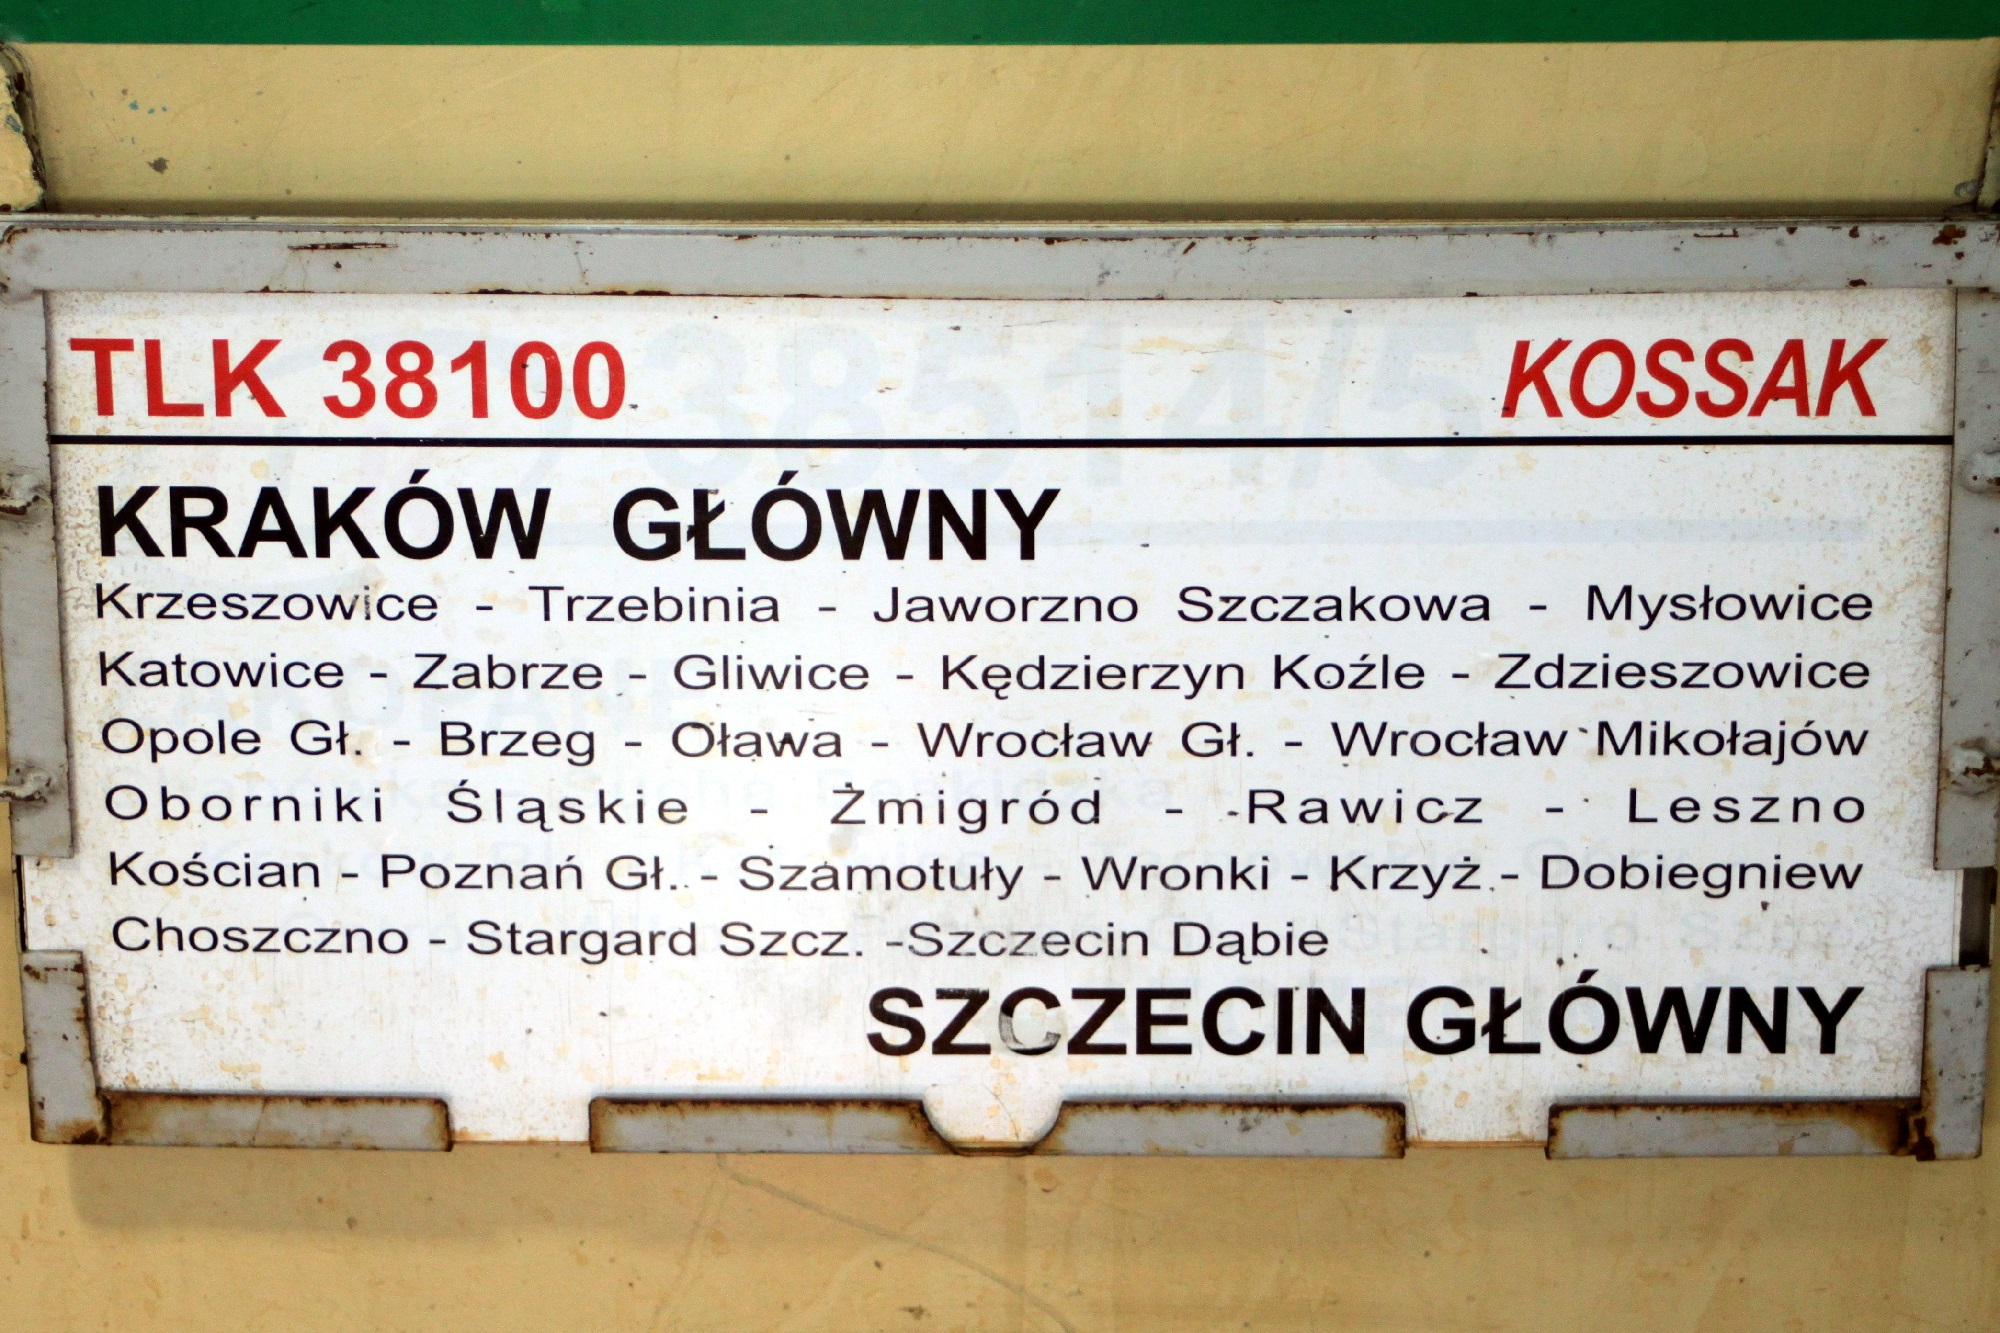 TLK 38100 KOSSAK
KRAKÓW GŁÓWNY
Krzeszowice - Trzebinia - Jaworzno Szczakowa - Mysłowice
Katowice - Zabrze - Gliwice - Kędzierzyn Koźle - Zdzieszowice
Opole Gł. - Brzeg - Oława - Wrocław Gł. - Wrocław Mikołajów
Oborniki Śląskie - Żmigród - Rawicz - Leszno
Kościan - Poznań Gł. - Szamotuły - Wronki - Krzyż - Dobiegniew
Choszczno - Stargard Szcz. -Szczecin Dąbie
SZCZECIN GŁÓWNY